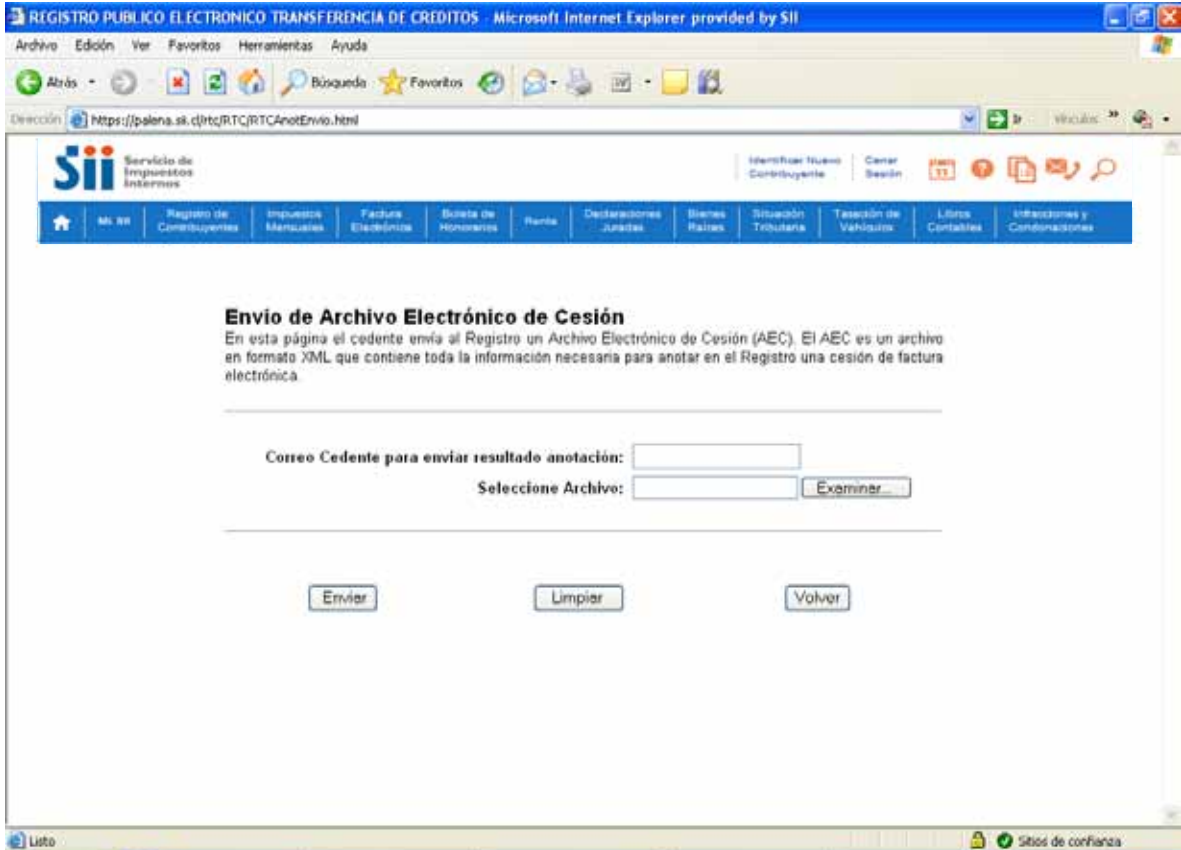 REGISTRO PUBLICO ELECTRONICO TRANSFERENCIA DE CREDITOS - Microsoft Internet Explorer provided by SII
Archivo Edición Ver Favoritos Herramientas Ayuda
Atrás Búsqueda Favoritos
Dirección https://palena.sii.cl/rtc/RTC/RTCAnotEnvio.html Ir Vínculos »
Sii Servicio de Impuestos Internos
Identificar Nuevo Contribuyente
Cerrar Sesión
11
Mi SII
Registro de Contribuyentes
Impuestos Mensuales
Factura Electrónica
Boleta de Honorarios
Renta
Declaraciones Juradas
Bienes Raíces
Situación Tributaria
Tasación de Vehículos
Libros Contables
Infracciones y Condonaciones
Envio de Archivo Electrónico de Cesión
En esta página el cedente envía al Registro un Archivo Electrónico de Cesión (AEC). El AEC es un archivo
en formato XML que contiene toda la información necesaria para anotar en el Registro una cesión de factura
electrónica.
Correo Cedente para enviar resultado anotación:
Seleccione Archivo: Examinar...
Enviar Limpiar Volver
Listo Sitios de confianza